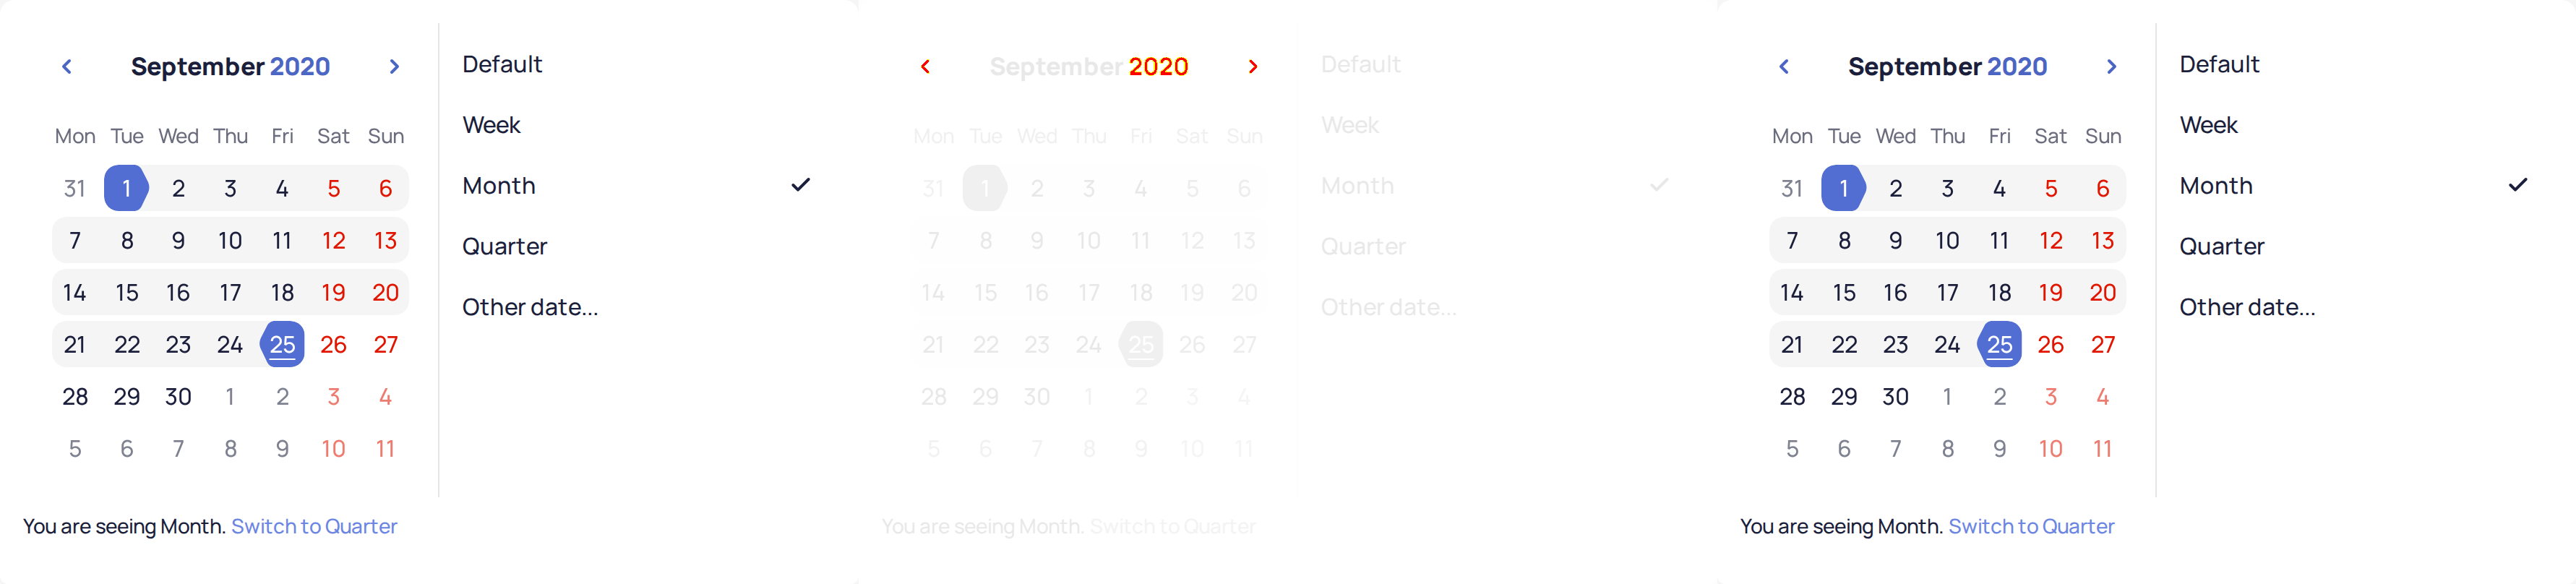 September 2020
Mon Tue Wed Thu Fri Sat Sun
31 1 2 3 4 5 6
7 8 9 10 11 12 13
14 15 16 17 18 19 20
21 22 23 24 25 26 27
28 29 30 1 2 3 4
5 6 7 8 9 10 11
Default
Week
Month
Quarter
Other date...
You are seeing Month. Switch to Quarter
September 2020
Mon Tue Wed Thu Fri Sat Sun
31 1 2 3 4 5 6
7 8 9 10 11 12 13
14 15 16 17 18 19 20
21 22 23 24 25 26 27
28 29 30 1 2 3 4
5 6 7 8 9 10 11
Default
Week
Month
Quarter
Other date...
You are seeing Month. Switch to Quarter
September 2020
Mon Tue Wed Thu Fri Sat Sun
31 1 2 3 4 5 6
7 8 9 10 11 12 13
14 15 16 17 18 19 20
21 22 23 24 25 26 27
28 29 30 1 2 3 4
5 6 7 8 9 10 11
Default
Week
Month
Quarter
Other date...
You are seeing Month. Switch to Quarter